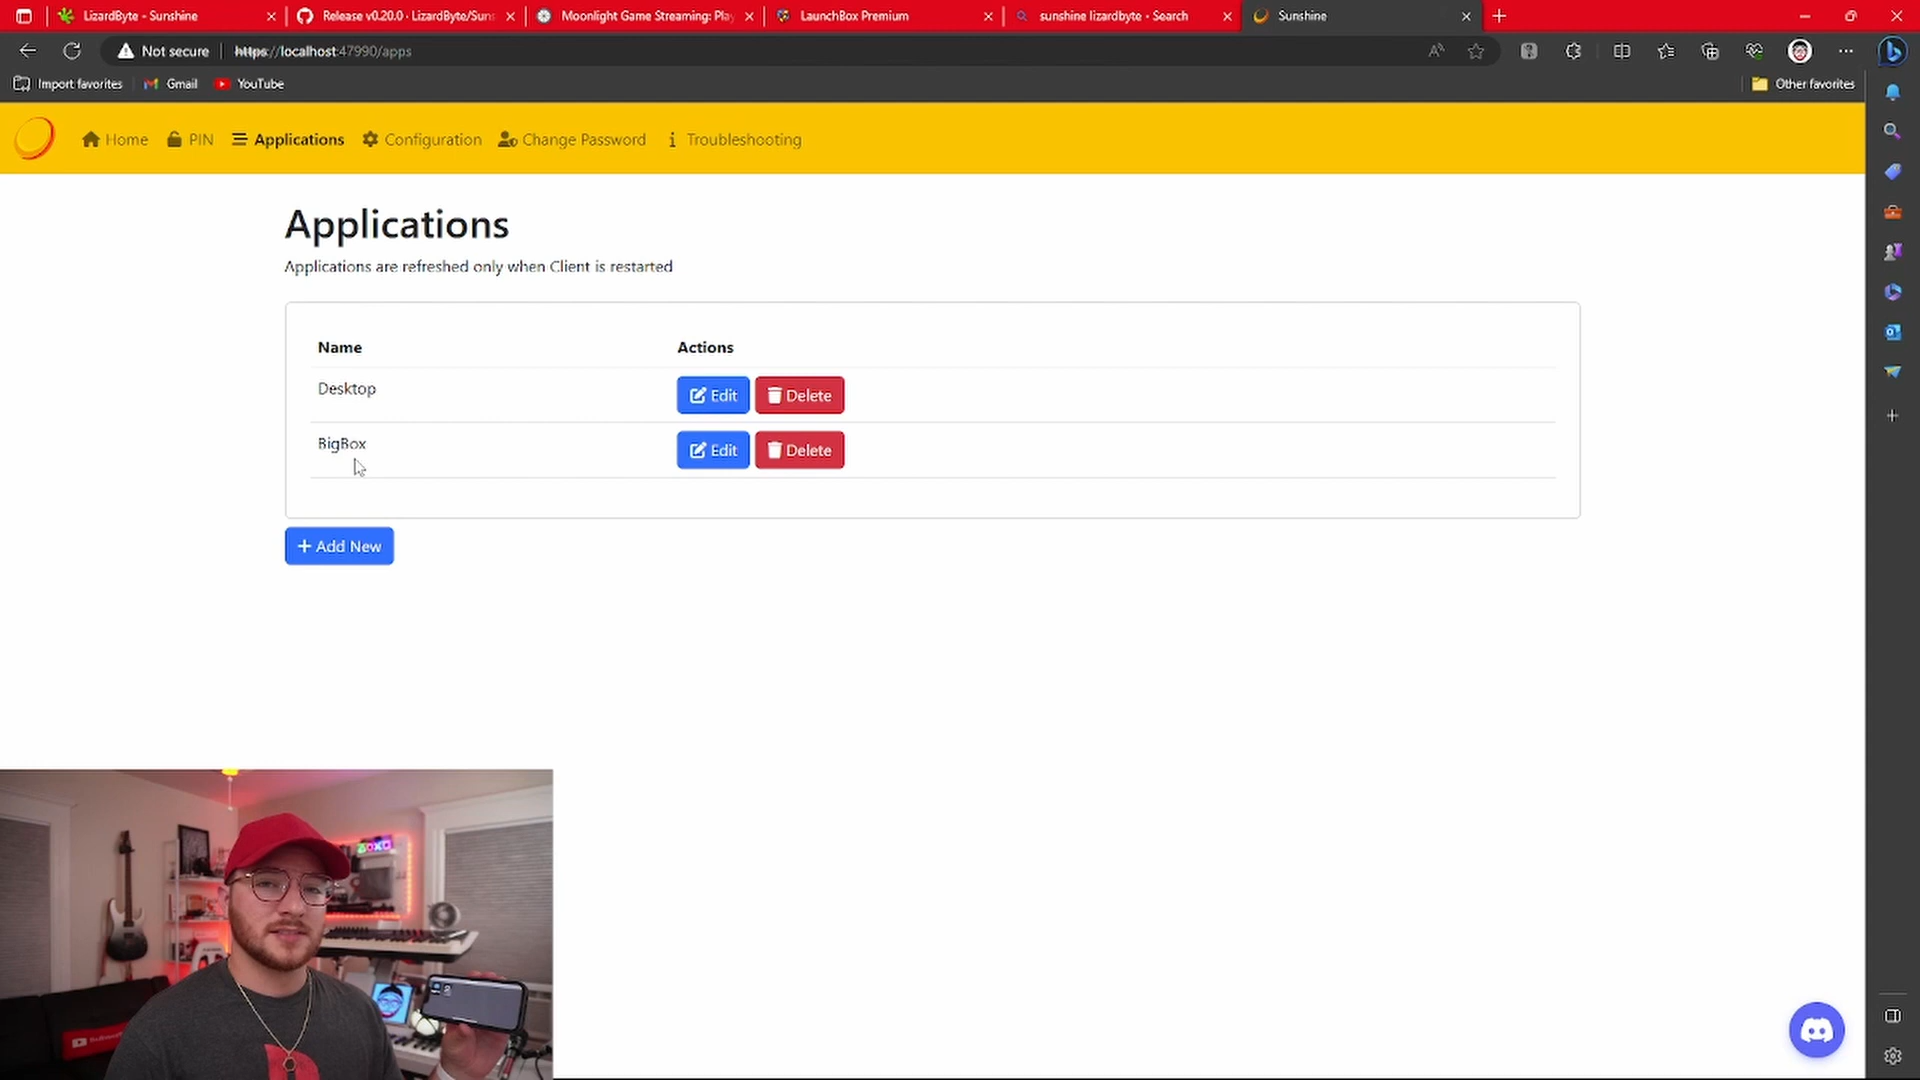 LizardByte - Sunshine
Release v0.20.0 · LizardByte/Suns
Moonlight Game Streaming: Play
LaunchBox Premium
sunshine lizardbyte - Search
Sunshine
Not secure
https://localhost:47990/apps
Import favorites
Gmail
YouTube
Other favorites
Home
PIN
Applications
Configuration
Change Password
Troubleshooting
Applications
Applications are refreshed only when Client is restarted
Name
Actions
Desktop
Edit
Delete
BigBox
Edit
Delete
+ Add New